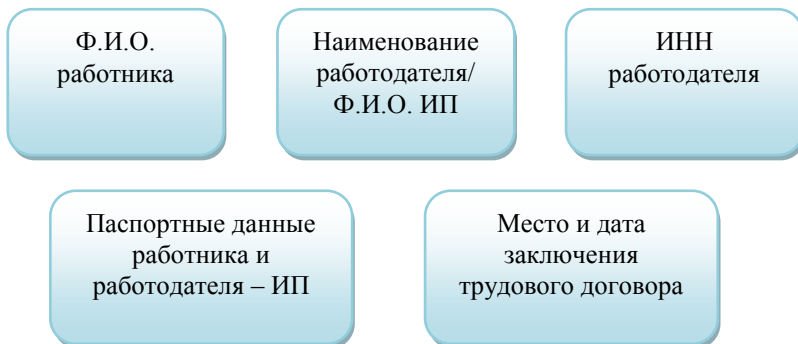 Ф.И.О.
работника
Наименование
работодателя/
Ф.И.О. ИП
ИНН
работодателя
Паспортные данные
работника и
работодателя – ИП
Место и дата
заключения
трудового договора